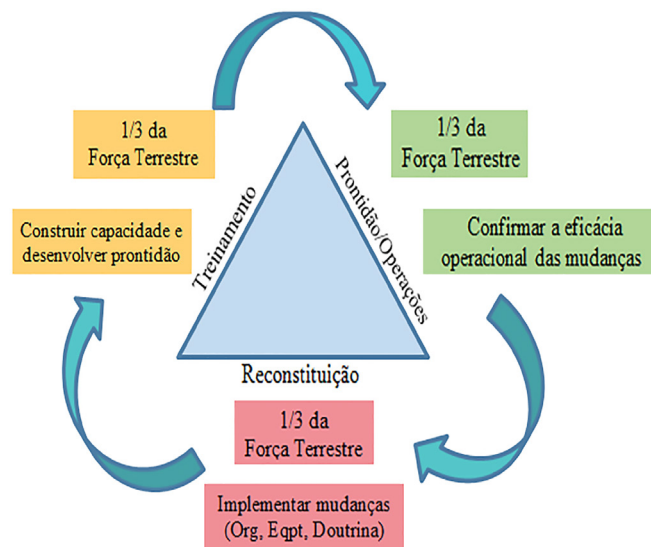 1/3 da
Força Terrestre
1/3 da
Força Terrestre
Construir capacidade e
desenvolver prontidão
Treinamento
Prontidão/Operações
Confirmar a eficácia
operacional das mudanças
Reconstituição
1/3 da
Força Terrestre
Implementar mudanças
(Org, Eqpt, Doutrina)